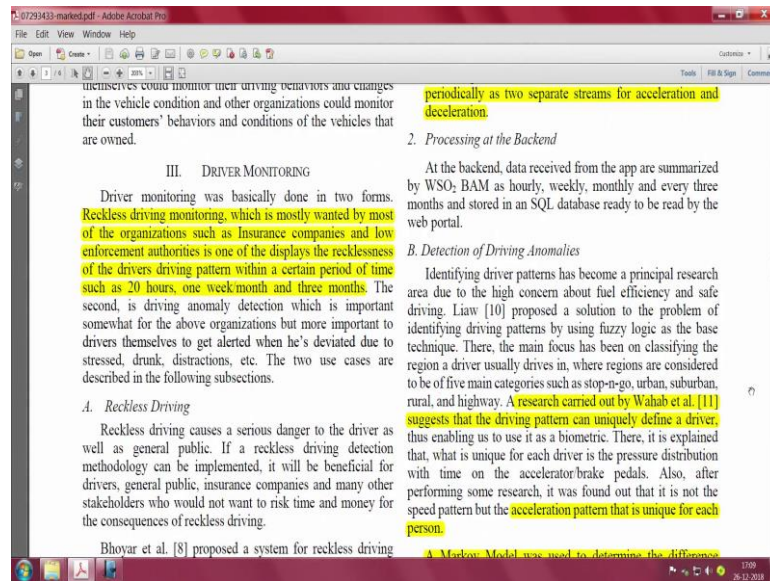 07293433-marked.pdf - Adobe Acrobat Pro
File Edit View Window Help
Open Create Customize
3 / 6 200% Tools Fill & Sign Comment
themselves could monitor their driving behaviors and changes
in the vehicle condition and other organizations could monitor
their customers' behaviors and conditions of the vehicles that
are owned.
III. DRIVER MONITORING
Driver monitoring was basically done in two forms.
Reckless driving monitoring, which is mostly wanted by most
of the organizations such as Insurance companies and low
enforcement authorities is one of the displays the recklessness
of the drivers driving pattern within a certain period of time
such as 20 hours, one week/month and three months. The
second, is driving anomaly detection which is important
somewhat for the above organizations but more important to
drivers themselves to get alerted when he's deviated due to
stressed, drunk, distractions, etc. The two use cases are
described in the following subsections.
A. Reckless Driving
Reckless driving causes a serious danger to the driver as
well as general public. If a reckless driving detection
methodology can be implemented, it will be beneficial for
drivers, general public, insurance companies and many other
stakeholders who would not want to risk time and money for
the consequences of reckless driving.
Bhoyar et al. [8] proposed a system for reckless driving
periodically as two separate streams for acceleration and
deceleration.
2. Processing at the Backend
At the backend, data received from the app are summarized
by WSO₂ BAM as hourly, weekly, monthly and every three
months and stored in an SQL database ready to be read by the
web portal.
B. Detection of Driving Anomalies
Identifying driver patterns has become a principal research
area due to the high concern about fuel efficiency and safe
driving. Liaw [10] proposed a solution to the problem of
identifying driving patterns by using fuzzy logic as the base
technique. There, the main focus has been on classifying the
region a driver usually drives in, where regions are considered
to be of five main categories such as stop-n-go, urban, suburban,
rural, and highway. A research carried out by Wahab et al. [11]
suggests that the driving pattern can uniquely define a driver,
thus enabling us to use it as a biometric. There, it is explained
that, what is unique for each driver is the pressure distribution
with time on the accelerator/brake pedals. Also, after
performing some research, it was found out that it is not the
speed pattern but the acceleration pattern that is unique for each
person.
A Markov Model was used to determine the difference
17:09
26-12-2018